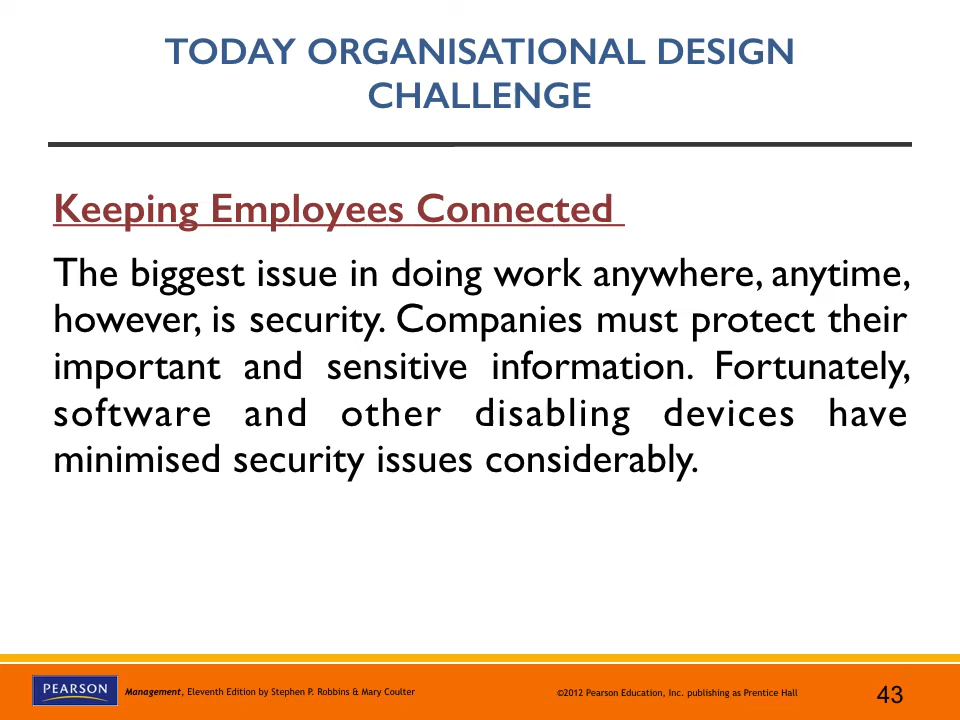 TODAY ORGANISATIONAL DESIGN
CHALLENGE
Keeping Employees Connected
The biggest issue in doing work anywhere, anytime,
however, is security. Companies must protect their
important and sensitive information. Fortunately,
software and other disabling devices have
minimised security issues considerably.
PEARSON
Management, Eleventh Edition by Stephen P. Robbins & Mary Coulter
©2012 Pearson Education, Inc. publishing as Prentice Hall
43